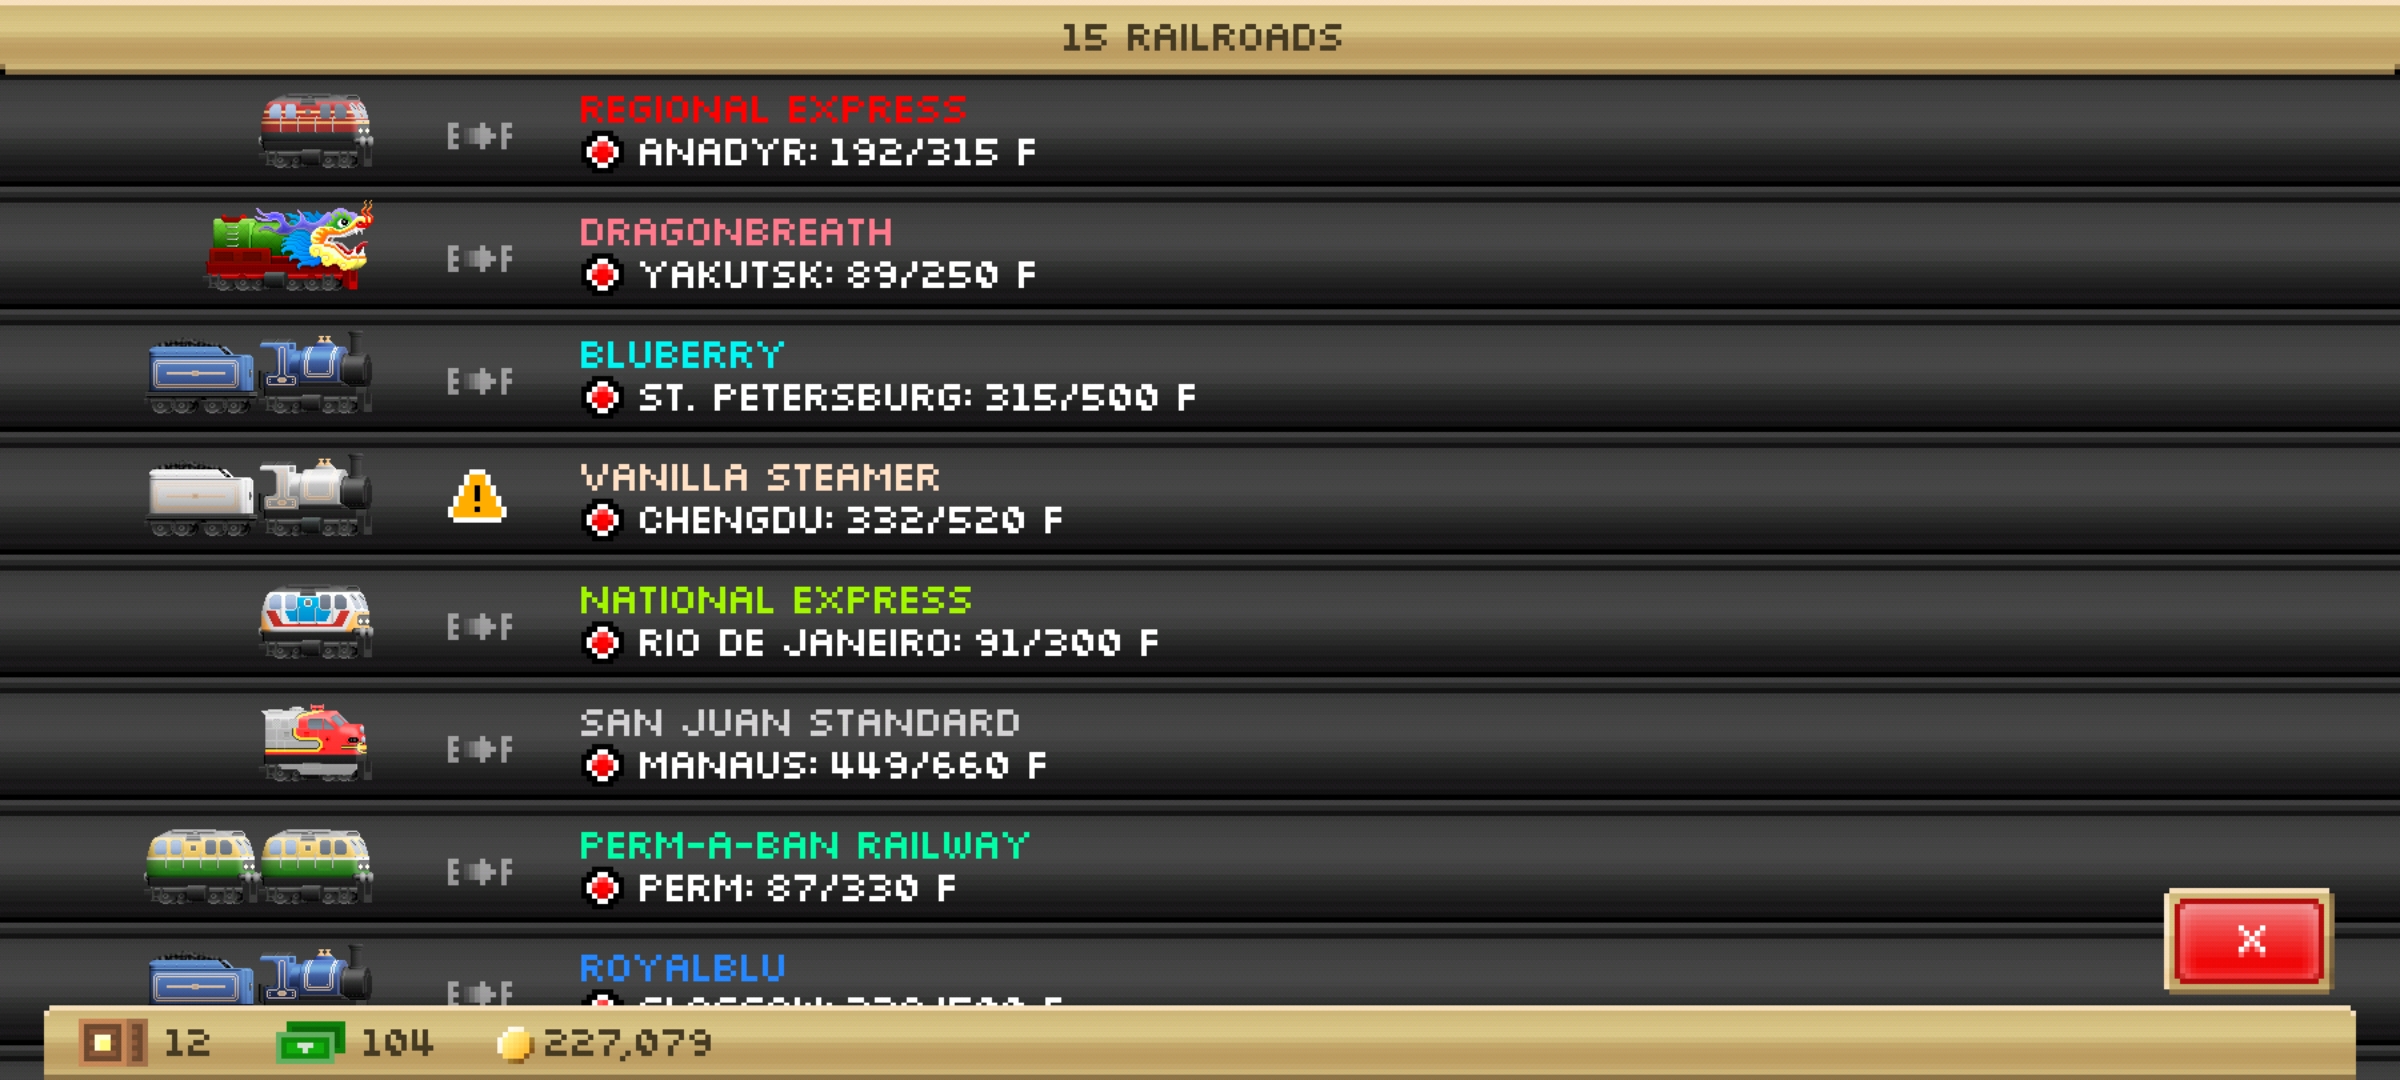 15 RAILROADS
E F
REGIONAL EXPRESS
ANADYR: 192/315 F
E F
DRAGONBREATH
YAKUTSK: 89/250 F
E F
BLUBERRY
ST. PETERSBURG: 315/500 F
!
VANILLA STEAMER
CHENGDU: 332/520 F
E F
NATIONAL EXPRESS
RIO DE JANEIRO: 91/300 F
E F
SAN JUAN STANDARD
MANAUS: 449/660 F
E F
PERM-A-BAN RAILWAY
PERM: 87/330 F
E F
ROYALBLU
X
12 104 227,079